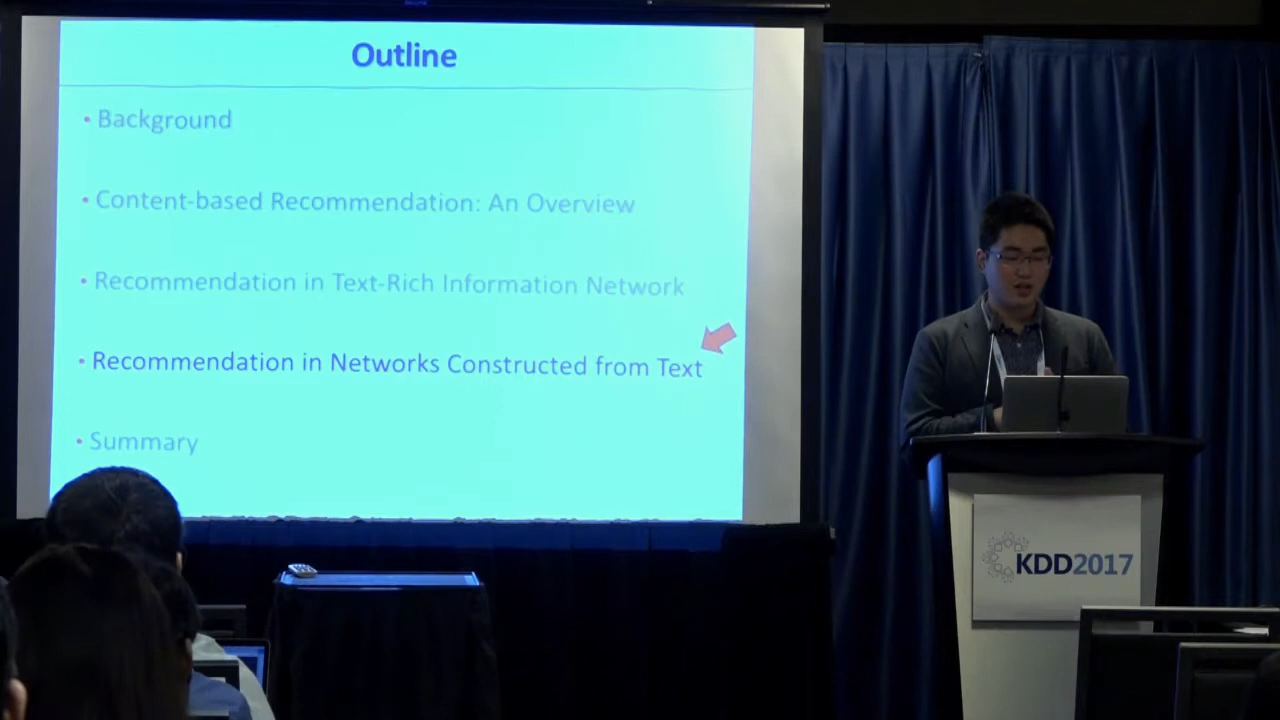 Outline
• Background
• Content-based Recommendation: An Overview
• Recommendation in Text-Rich Information Network
• Recommendation in Networks Constructed from Text
• Summary
KDD2017